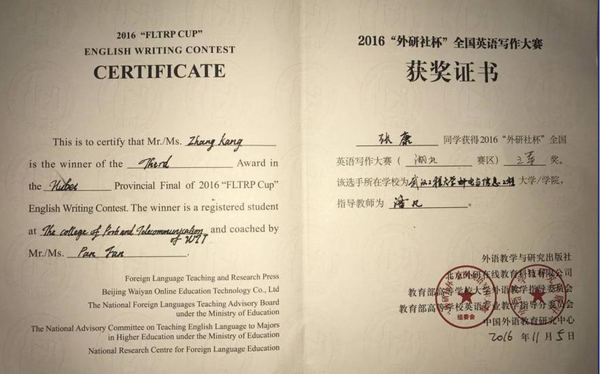 2016 “FLTRP CUP”
ENGLISH WRITING CONTEST
CERTIFICATE
This is to certify that Mr./Ms. Zhang Kang
is the winner of the Third Award in
the Hubei Provincial Final of 2016 “FLTRP Cup”
English Writing Contest. The winner is a registered student
at The college of Post and Telecommunication of WIT and coached by
Mr./Ms. Pan Fan
Foreign Language Teaching and Research Press
Beijing Waiyan Online Education Technology Co., Ltd
The National Foreign Languages Teaching Advisory Board
under the Ministry of Education
The National Advisory Committee on Teaching English Language to Majors
in Higher Education under the Ministry of Education
National Research Centre for Foreign Language Education
2016 “外研社杯” 全国英语写作大赛
获奖证书
张康 同学获得2016 “外研社杯” 全国
英语写作大赛（ 湖北 赛区）三等 奖。
该选手所在学校为 武汉工程大学邮电与信息工程 大学/学院，
指导教师为 潘凡
外语教学与研究出版社
北京外研在线教育科技有限公司
教育部高等学校大学外语教学指导委员会
教育部高等学校英语专业教学指导分委员会
中国外语教育研究中心
2016 年 11 月 5 日
组委会